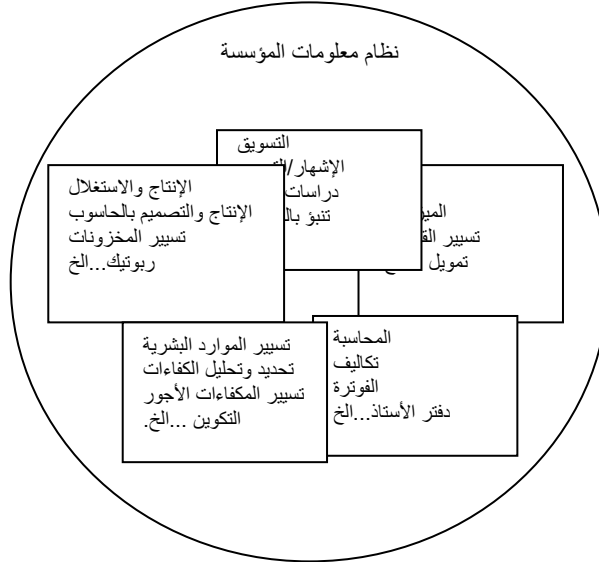 نظام معلومات المؤسسة
التسويق
الإشهار/
دراسات
تنبؤ
الإنتاج والاستغلال
الإنتاج والتصميم بالحاسوب
تسيير المخزونات
ربوتيك...الخ
تسيير
تمويل
المحاسبة
تكاليف
الفوترة
دفتر الأستاذ...الخ
تسيير الموارد البشرية
تحديد وتحليل الكفاءات
تسيير المكفاءات الأجور
التكوين ...الخ.